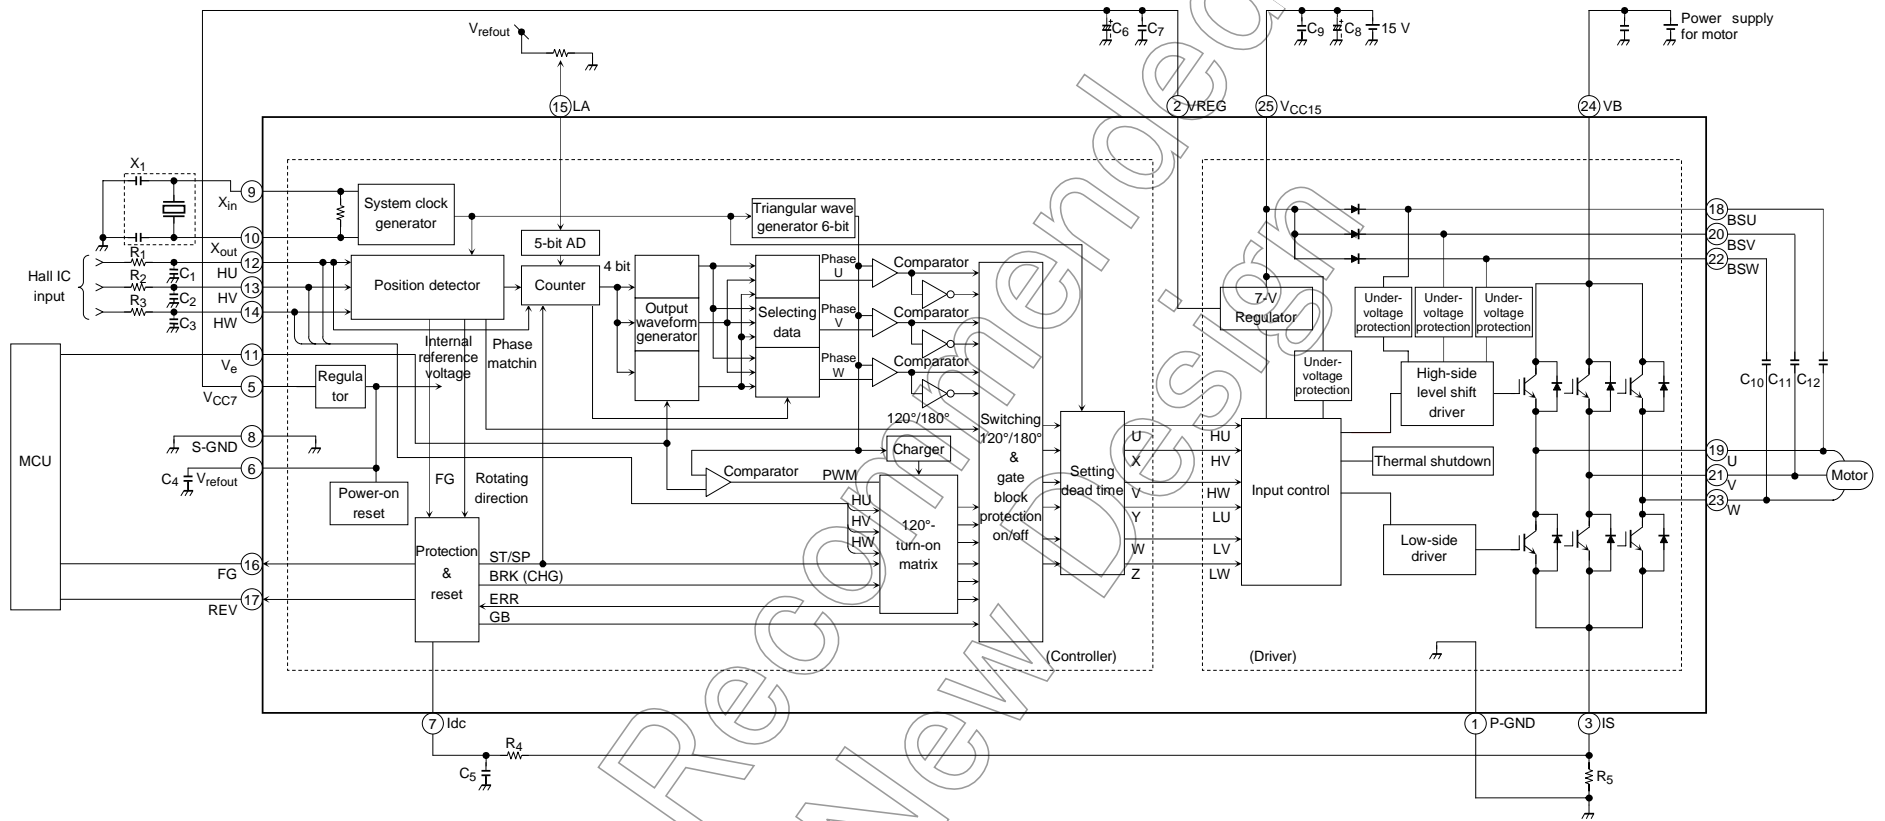 Vrefout
C6
C7
C9
C8
15 V
Power supply
for motor
15 LA
2 VREG
25 VCC15
24 VB
X1
9
Xin
System clock
generator
Triangular wave
generator 6-bit
18
BSU
10
Xout
5-bit AD
20
BSV
Hall IC
input
R1
C1
12
HU
R2
C2
13
HV
R3
C3
14
HW
22
BSW
Position detector
Counter
4 bit
Output
waveform
generator
Selecting
data
Phase
U
Comparator
Phase
V
Comparator
Phase
W
Comparator
7-V
Regulator
Under-
voltage
protection
Under-
voltage
protection
Under-
voltage
protection
Under-
voltage
protection
Internal
reference
voltage
Phase
matchin
11
Ve
5
VCC7
Regula
tor
High-side
level shift
driver
C10
C11
C12
MCU
8
S-GND
C4
6
Vrefout
Power-on
reset
FG
Rotating
direction
Comparator
PWM
120°/180°
Charger
Switching
120°/180°
&
gate
block
protection
on/off
Setting
dead time
U
X
V
Y
W
Z
HU
HV
HW
LU
LV
LW
Input control
Thermal shutdown
Low-side
driver
19
U
21
V
23
W
Motor
HU
HV
HW
120°-
turn-on
matrix
Protection
&
reset
ST/SP
BRK (CHG)
ERR
GB
16
FG
17
REV
(Controller)
(Driver)
7 Idc
1 P-GND
3 IS
R4
C5
R5
Recommended
New Design